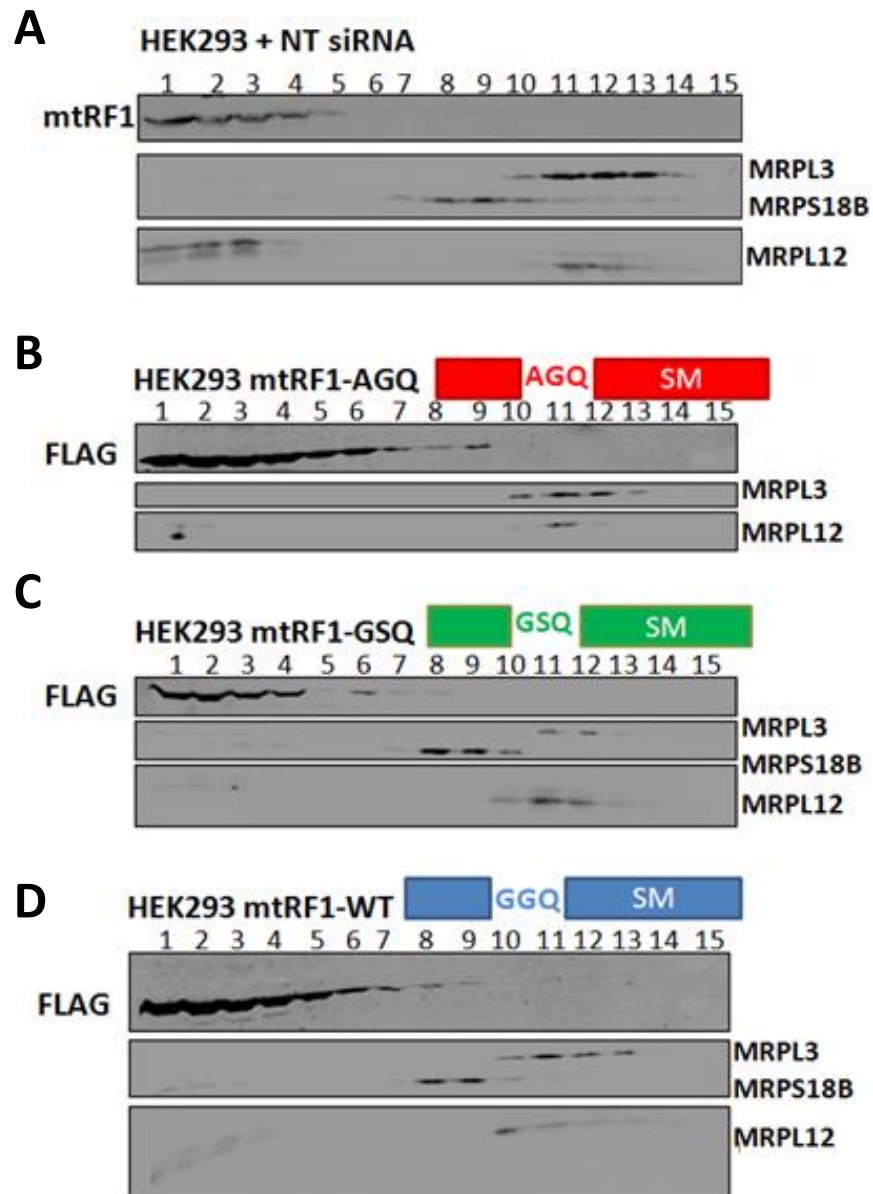 A
HEK293 + NT siRNA
1 2 3 4 5 6 7 8 9 10 11 12 13 14 15
mtRF1
MRPL3
MRPS18B
MRPL12
B
HEK293 mtRF1-AGQ AGQ SM
1 2 3 4 5 6 7 8 9 10 11 12 13 14 15
FLAG
MRPL3
MRPL12
C
HEK293 mtRF1-GSQ GSQ SM
1 2 3 4 5 6 7 8 9 10 11 12 13 14 15
FLAG
MRPL3
MRPS18B
MRPL12
D
HEK293 mtRF1-WT GGQ SM
1 2 3 4 5 6 7 8 9 10 11 12 13 14 15
FLAG
MRPL3
MRPS18B
MRPL12